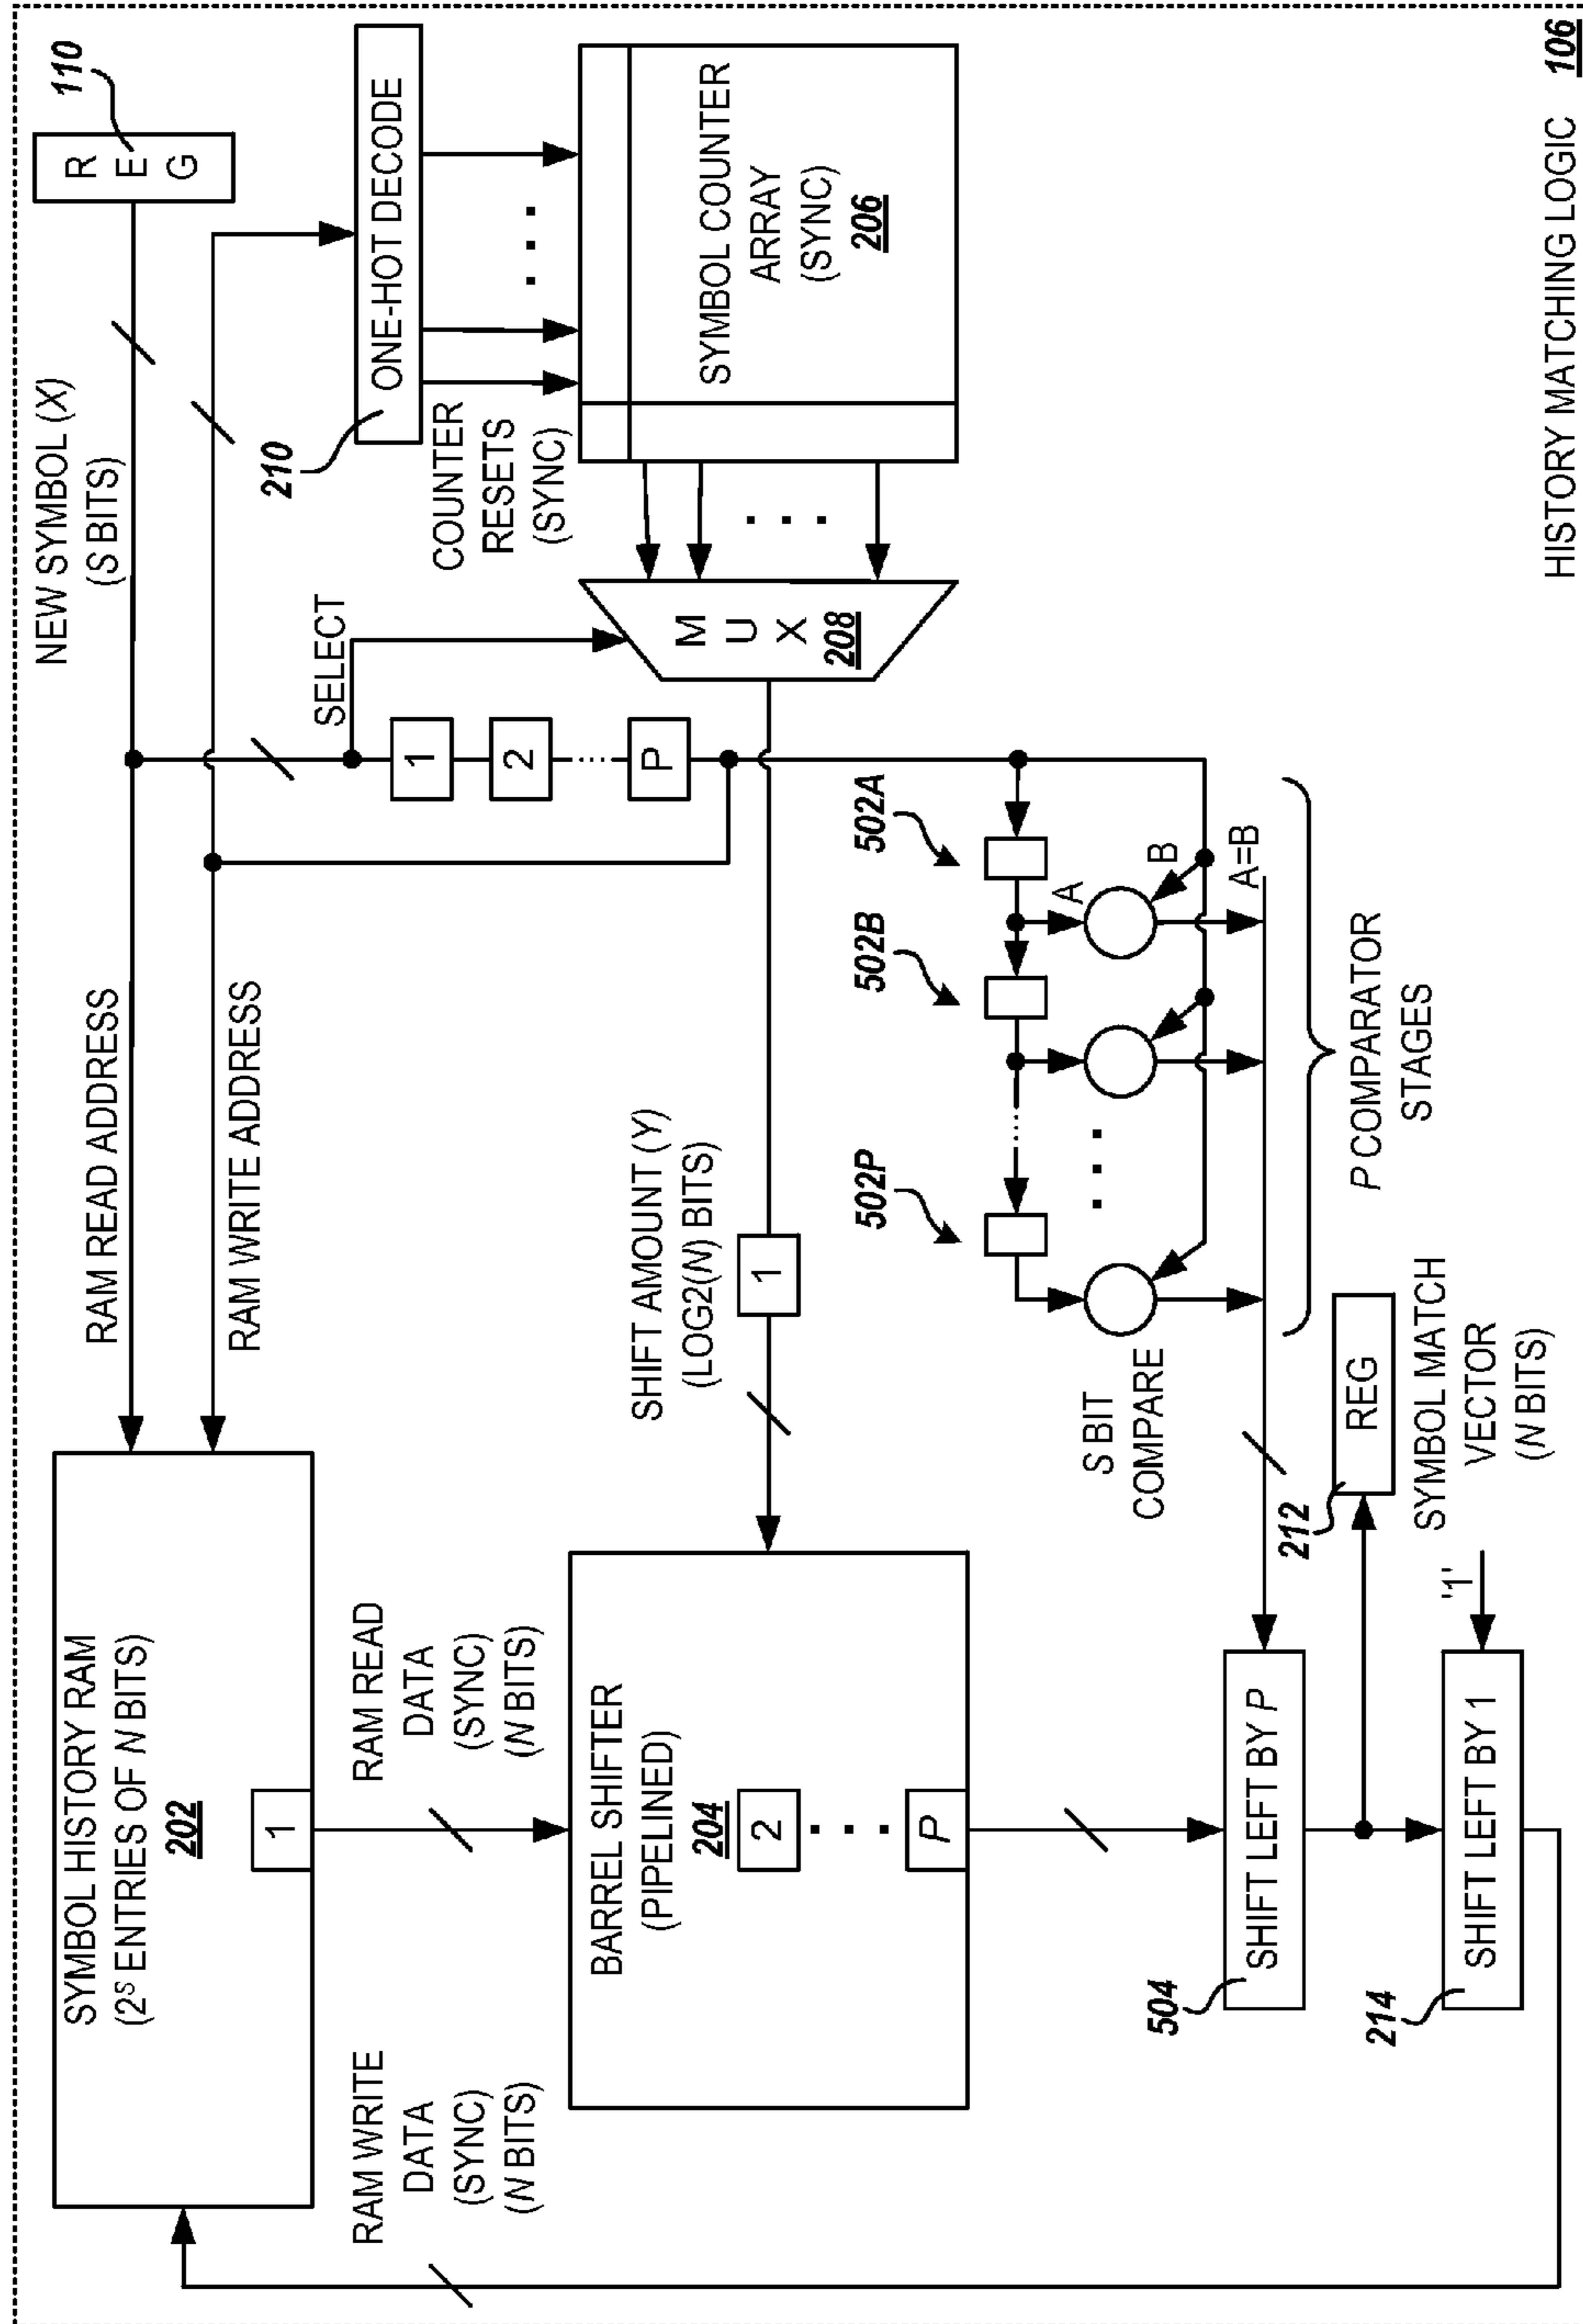 SYMBOL HISTORY RAM
(2ˢ ENTRIES OF N BITS)
202
1
RAM READ ADDRESS
RAM WRITE ADDRESS
NEW SYMBOL (X)
(S BITS)
R
E
G
110
210
ONE-HOT DECODE
COUNTER
RESETS
(SYNC)
SYMBOL COUNTER
ARRAY
(SYNC)
206
SELECT
M
U
X
208
1
2
P
RAM WRITE
DATA
(SYNC)
(N BITS)
RAM READ
DATA
(SYNC)
(N BITS)
SHIFT AMOUNT (Y)
(LOG2(N) BITS)
1
BARREL SHIFTER
(PIPELINED)
204
2
P
502P
502B
502A
A
B
A=B
S BIT
COMPARE
P COMPARATOR
STAGES
504
SHIFT LEFT BY P
212
REG
SYMBOL MATCH
VECTOR
(N BITS)
'1'
214
SHIFT LEFT BY 1
HISTORY MATCHING LOGIC 106